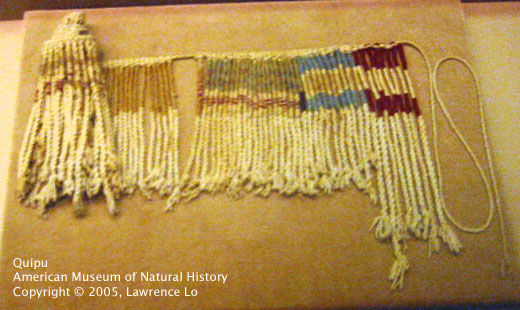 Quipu
American Museum of Natural History
Copyright © 2005, Lawrence Lo